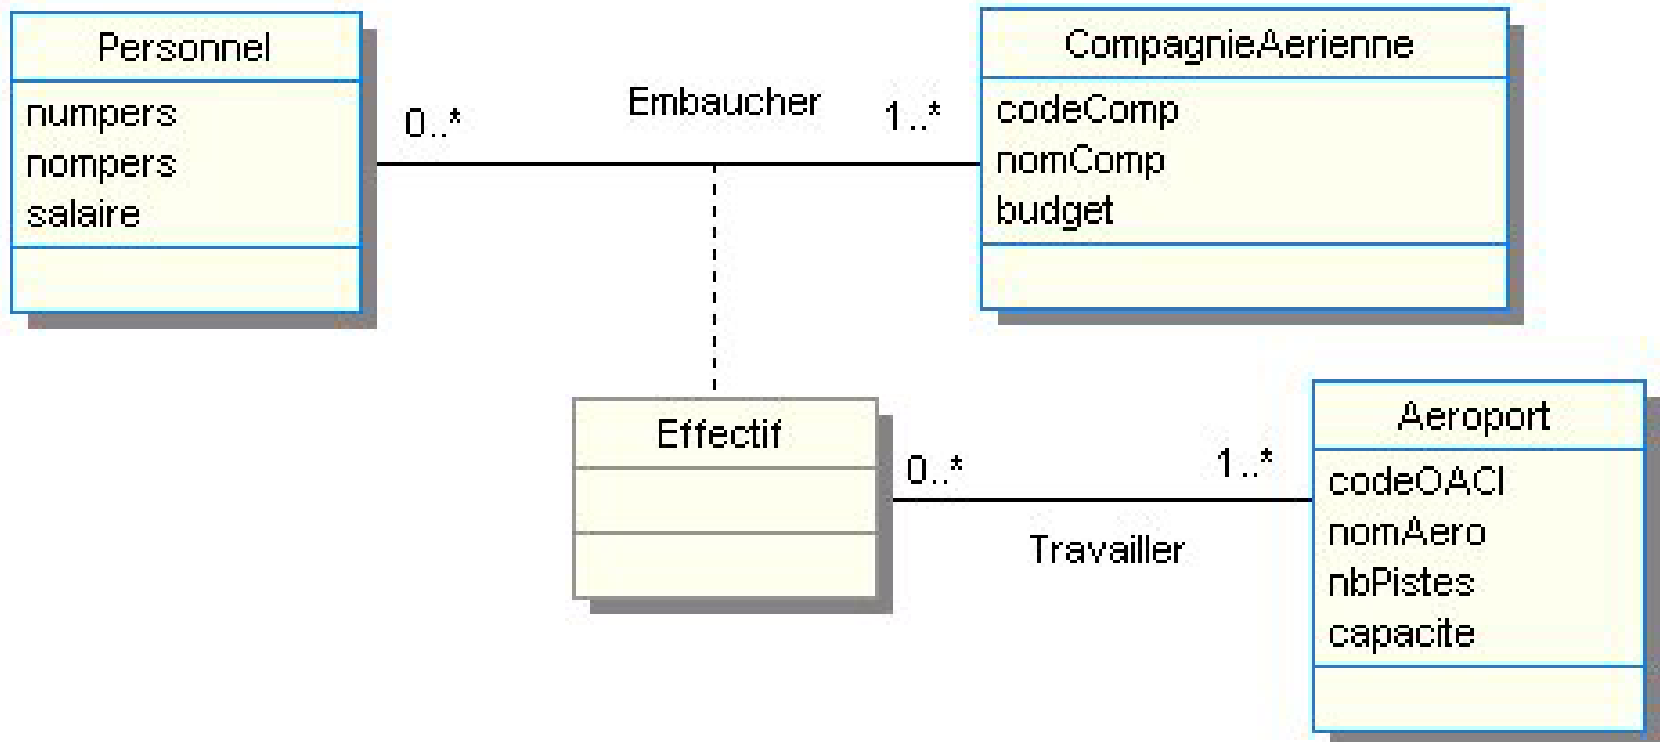 Personnel
numpers
nompers
salaire
0..*
Embaucher
1..*
CompagnieAerienne
codeComp
nomComp
budget
Effectif
0..*
1..*
Travailler
Aeroport
codeOACI
nomAero
nbPistes
capacite